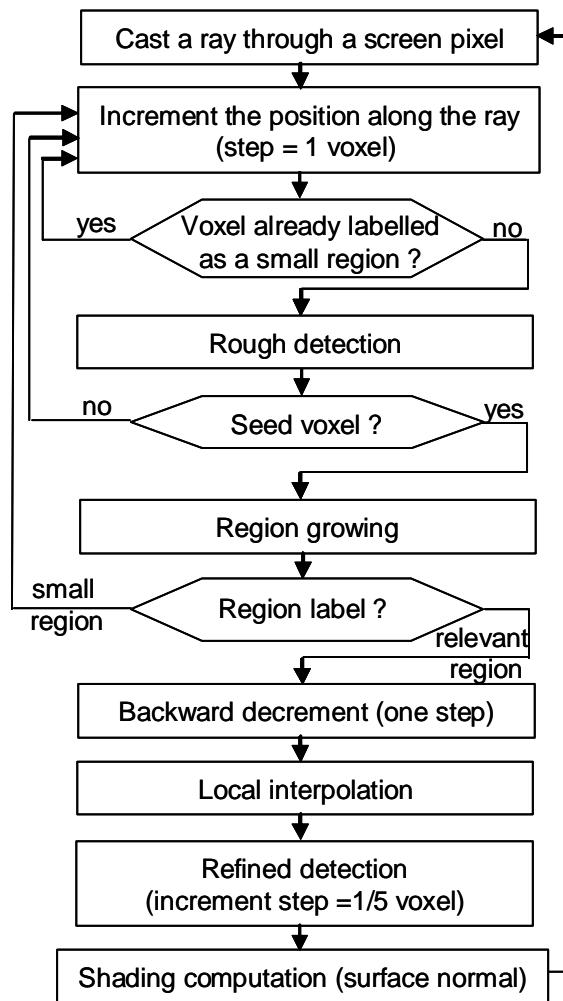 Cast a ray through a screen pixel
Increment the position along the ray
(step = 1 voxel)
yes
Voxel already labelled
as a small region ?
no
Rough detection
no
Seed voxel ?
yes
Region growing
small
region
Region label ?
relevant
region
Backward decrement (one step)
Local interpolation
Refined detection
(increment step =1/5 voxel)
Shading computation (surface normal)